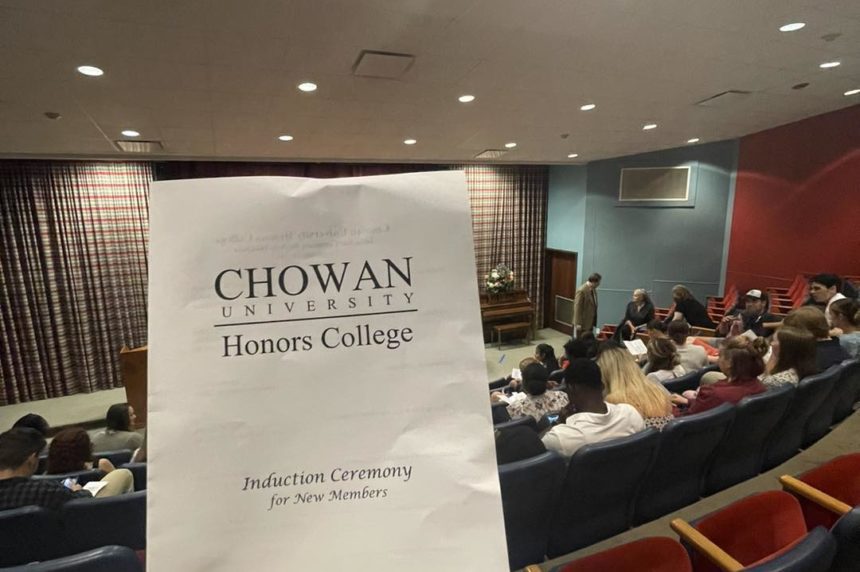 CHOWAN
UNIVERSITY
Honors College
Induction Ceremony
for New Members